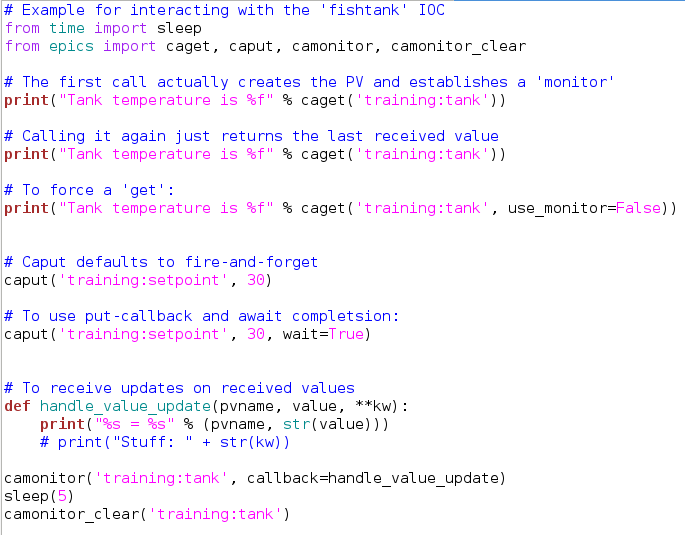 # Example for interacting with the 'fishtank' IOC
from time import sleep
from epics import caget, caput, camonitor, camonitor_clear

# The first call actually creates the PV and establishes a 'monitor'
print("Tank temperature is %f" % caget('training:tank'))

# Calling it again just returns the last received value
print("Tank temperature is %f" % caget('training:tank'))

# To force a 'get':
print("Tank temperature is %f" % caget('training:tank', use_monitor=False))


# Caput defaults to fire-and-forget
caput('training:setpoint', 30)

# To use put-callback and await completsion:
caput('training:setpoint', 30, wait=True)


# To receive updates on received values
def handle_value_update(pvname, value, **kw):
    print("%s = %s" % (pvname, str(value)))
    # print("Stuff: " + str(kw))

camonitor('training:tank', callback=handle_value_update)
sleep(5)
camonitor_clear('training:tank')